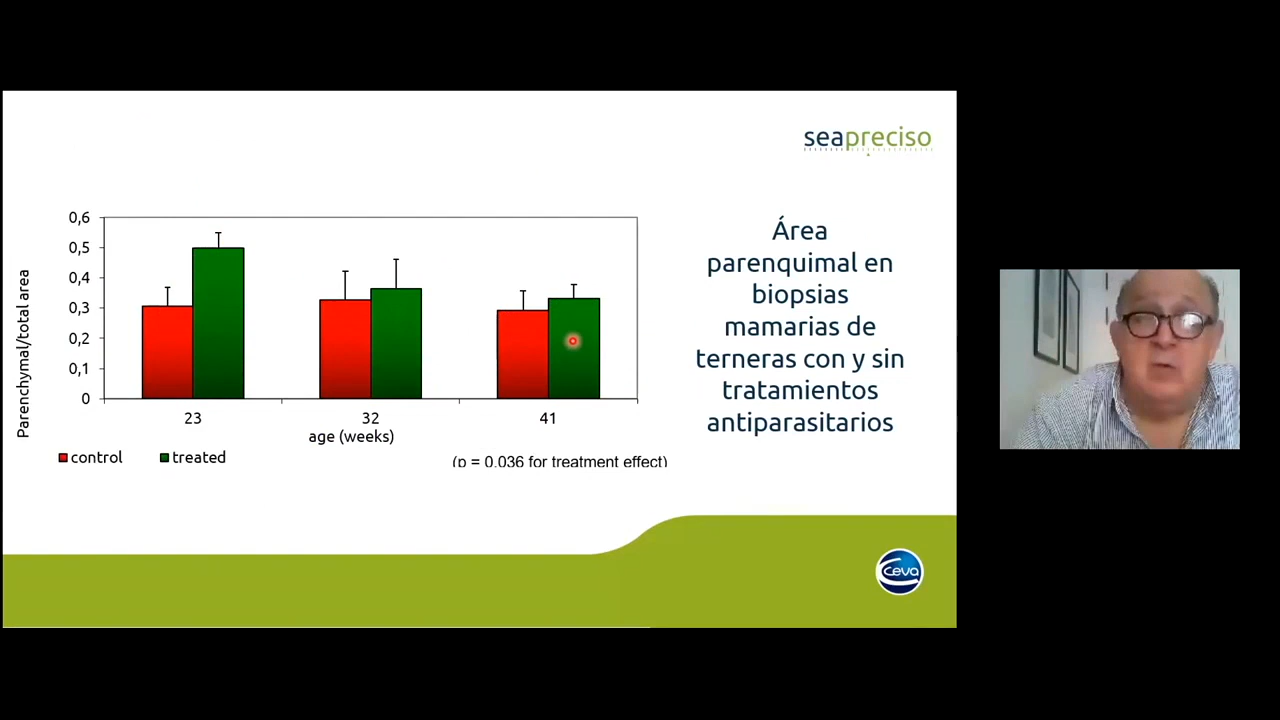 seapreciso
0,6
0,5
0,4
0,3
0,2
0,1
0
Parenchymal/total area
23
32
41
age (weeks)
control
treated
(p = 0.036 for treatment effect)
Área
parenquimal en
biopsias
mamarias de
terneras con y sin
tratamientos
antiparasitarios
Ceva